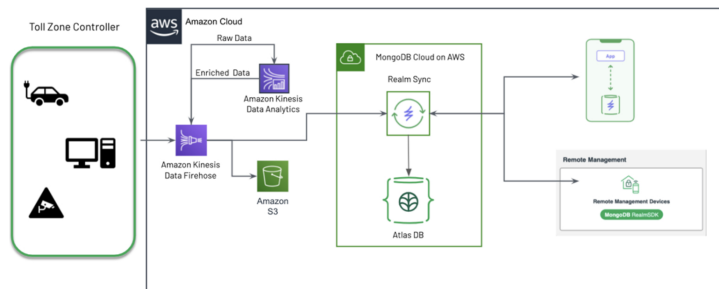 Toll Zone Controller
aws
Amazon Cloud
Raw Data
Enriched Data
Amazon Kinesis
Data Analytics
Amazon Kinesis
Data Firehose
Amazon
S3
MongoDB Cloud on AWS
Realm Sync
Atlas DB
App
Remote Management
Remote Management Devices
MongoDB RealmSDK